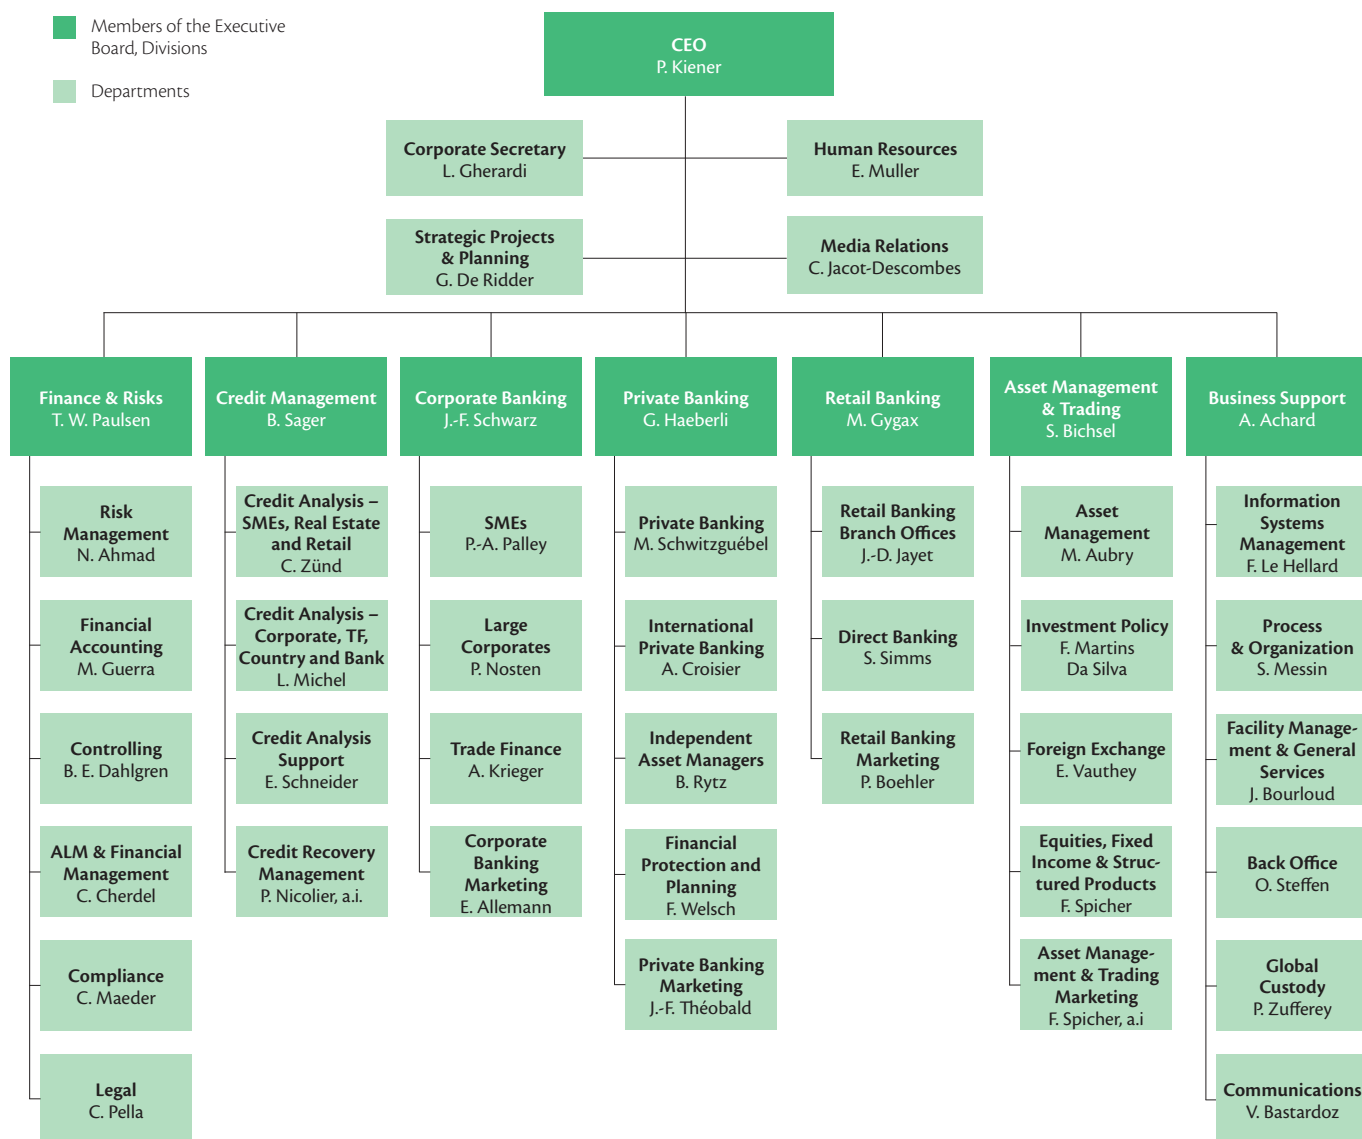 Members of the Executive
Board, Divisions
Departments
CEO
P. Kiener
Corporate Secretary
L. Gherardi
Human Resources
E. Muller
Strategic Projects
& Planning
G. De Ridder
Media Relations
C. Jacot-Descombes
Finance & Risks
T. W. Paulsen
Credit Management
B. Sager
Corporate Banking
J.-F. Schwarz
Private Banking
G. Haeberli
Retail Banking
M. Gygax
Asset Management
& Trading
S. Bichsel
Business Support
A. Achard
Risk
Management
N. Ahmad
Financial
Accounting
M. Guerra
Controlling
B. E. Dahlgren
ALM & Financial
Management
C. Cherdel
Compliance
C. Maeder
Legal
C. Pella
Credit Analysis –
SMEs, Real Estate
and Retail
C. Zünd
Credit Analysis –
Corporate, TF,
Country and Bank
L. Michel
Credit Analysis
Support
E. Schneider
Credit Recovery
Management
P. Nicolier, a.i.
SMEs
P.-A. Palley
Large
Corporates
P. Nosten
Trade Finance
A. Krieger
Corporate
Banking
Marketing
E. Allemann
Private Banking
M. Schwitzguébel
International
Private Banking
A. Croisier
Independent
Asset Managers
B. Rytz
Financial
Protection and
Planning
F. Welsch
Private Banking
Marketing
J.-F. Théobald
Retail Banking
Branch Offices
J.-D. Jayet
Direct Banking
S. Simms
Retail Banking
Marketing
P. Boehler
Asset
Management
M. Aubry
Investment Policy
F. Martins
Da Silva
Foreign Exchange
E. Vauthey
Equities, Fixed
Income & Struc-
tured Products
F. Spicher
Asset Manage-
ment & Trading
Marketing
F. Spicher, a.i
Information
Systems
Management
F. Le Hellard
Process
& Organization
S. Messin
Facility Manage-
ment & General
Services
J. Bourloud
Back Office
O. Steffen
Global
Custody
P. Zufferey
Communications
V. Bastardoz